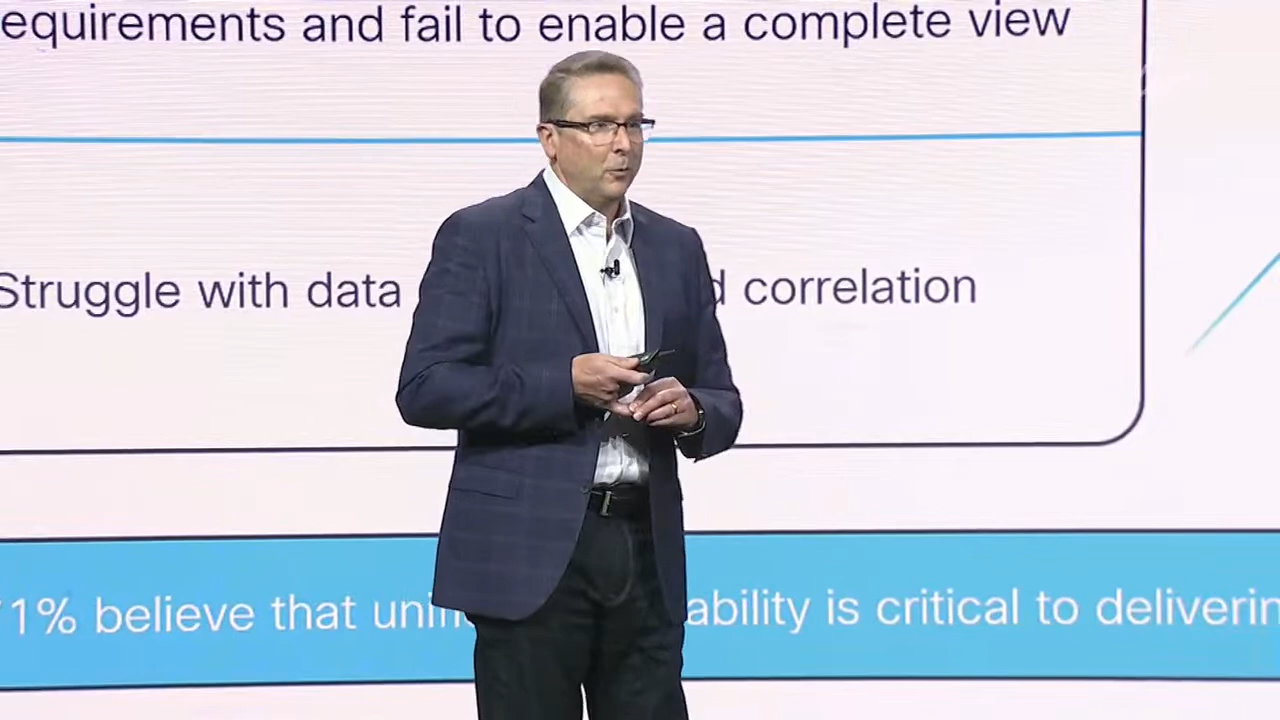 equirements and fail to enable a complete view
Struggle with data d correlation
1% believe that unif ability is critical to deliverin